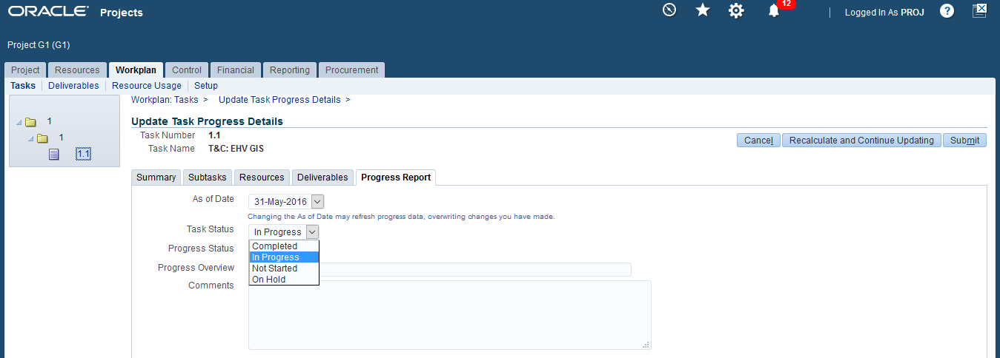 ORACLE® Projects
12
Logged In As PROJ
?
Project G1 (G1)
Project Resources Workplan Control Financial Reporting Procurement
Tasks Deliverables Resource Usage Setup
1
1
1.1
Workplan: Tasks > Update Task Progress Details >
Update Task Progress Details
Task Number 1.1
Task Name T&C: EHV GIS
Cancel Recalculate and Continue Updating Submit
Summary Subtasks Resources Deliverables Progress Report
As of Date 31-May-2016
Changing the As of Date may refresh progress data, overwriting changes you have made.
Task Status In Progress
Completed
In Progress
Not Started
On Hold
Progress Status
Progress Overview
Comments